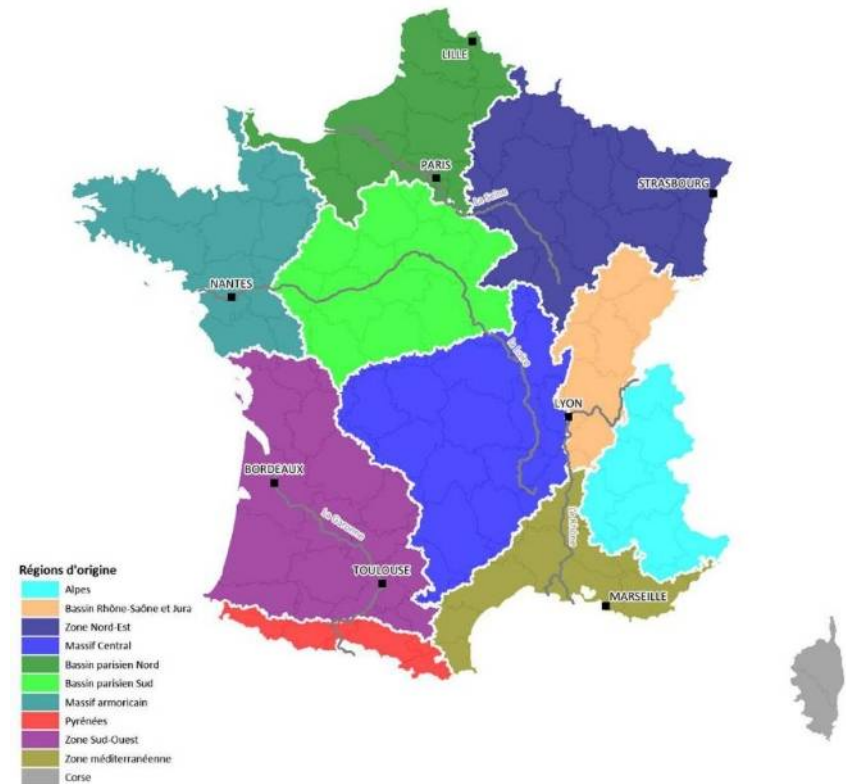 LILLE
PARIS
La Seine
STRASBOURG
NANTES
la Loire
LYON
BORDEAUX
La Garonne
Le Rhône
TOULOUSE
MARSEILLE
Régions d'origine
Alpes
Bassin Rhône-Saône et Jura
Zone Nord-Est
Massif Central
Bassin parisien Nord
Bassin parisien Sud
Massif armoricain
Pyrénées
Zone Sud-Ouest
Zone méditerranéenne
Corse